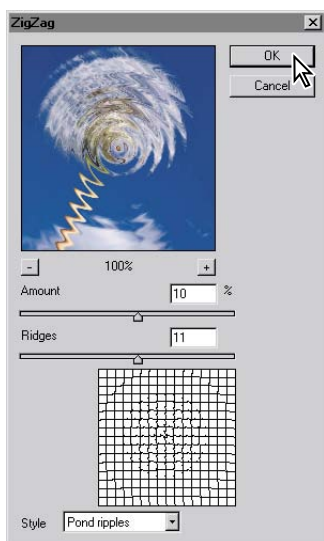 ZigZag
OK
Cancel
- 100% +
Amount 10 %
Ridges 11
Style Pond ripples